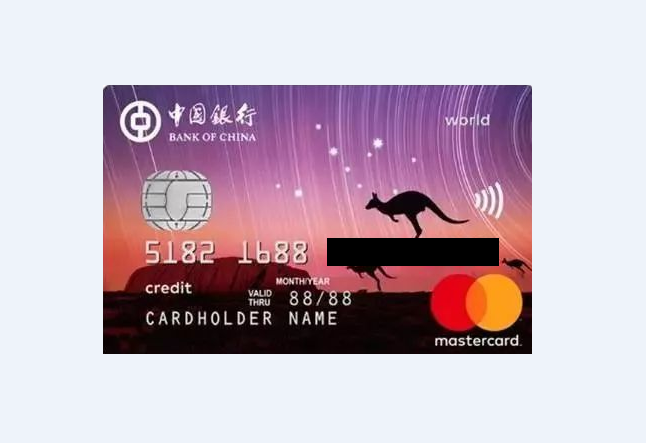 中国銀行
BANK OF CHINA
world
5182 1688
credit
MONTH/YEAR
VALID
THRU
88/88
CARDHOLDER NAME
mastercard.